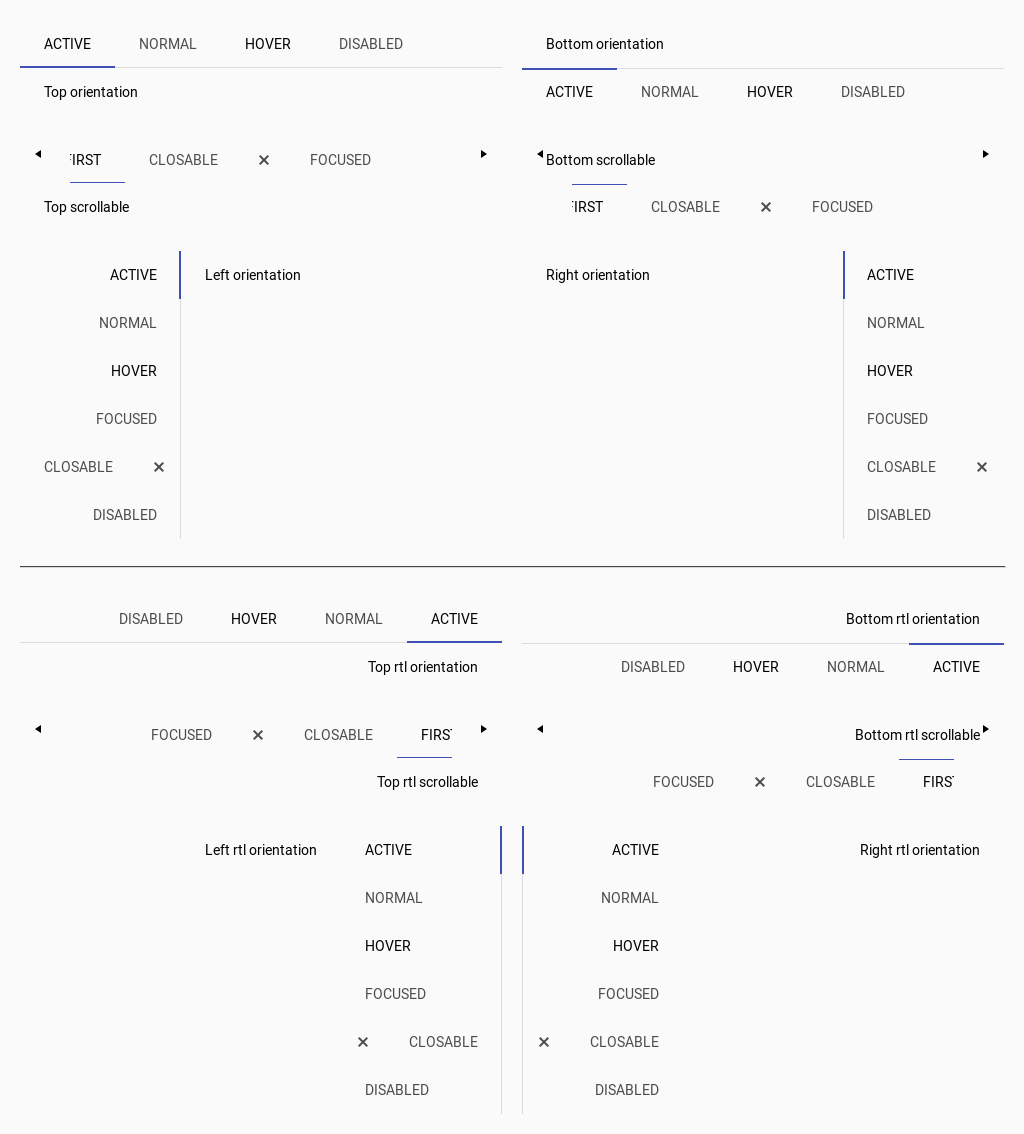 ACTIVE NORMAL HOVER DISABLED
Top orientation
Bottom orientation
ACTIVE NORMAL HOVER DISABLED
FIRST CLOSABLE FOCUSED
Top scrollable
Bottom scrollable
FIRST CLOSABLE FOCUSED
ACTIVE
NORMAL
HOVER
FOCUSED
CLOSABLE
DISABLED
Left orientation
Right orientation
ACTIVE
NORMAL
HOVER
FOCUSED
CLOSABLE
DISABLED
DISABLED HOVER NORMAL ACTIVE
Top rtl orientation
Bottom rtl orientation
DISABLED HOVER NORMAL ACTIVE
FOCUSED CLOSABLE FIRST
Top rtl scrollable
Bottom rtl scrollable
FOCUSED CLOSABLE FIRST
Left rtl orientation
ACTIVE
NORMAL
HOVER
FOCUSED
CLOSABLE
DISABLED
ACTIVE
NORMAL
HOVER
FOCUSED
CLOSABLE
DISABLED
Right rtl orientation